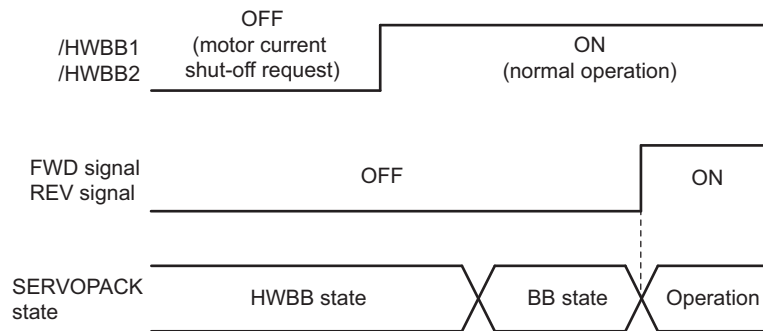 /HWBB1
/HWBB2
OFF
(motor current
shut-off request)
ON
(normal operation)
FWD signal
REV signal
OFF
ON
SERVOPACK
state
HWBB state
BB state
Operation